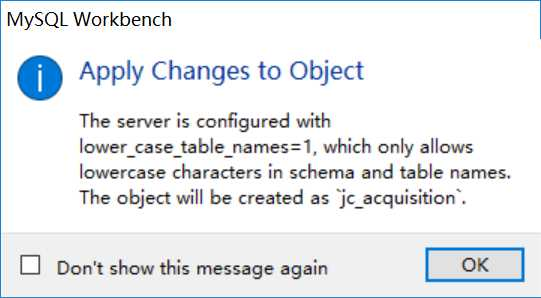 MySQL Workbench
Apply Changes to Object
The server is configured with
lower_case_table_names=1, which only allows
lowercase characters in schema and table names.
The object will be created as `jc_acquisition`.
Don't show this message again
OK